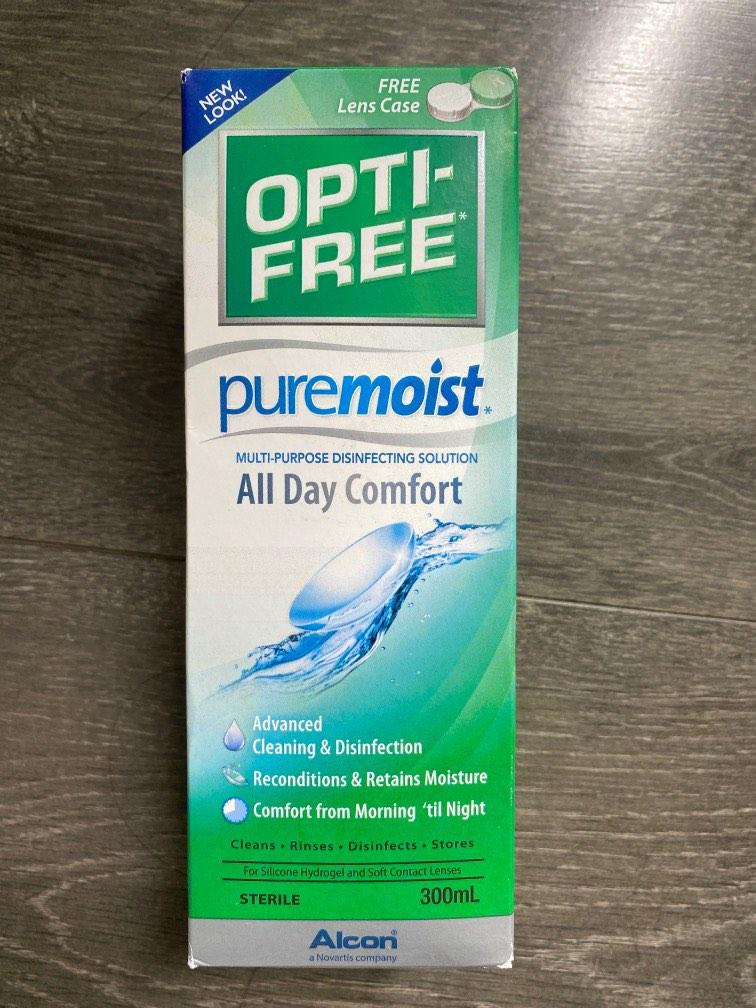 NEW
LOOK!
FREE
Lens Case
OPTI-
FREE*
puremoist*
MULTI-PURPOSE DISINFECTING SOLUTION
All Day Comfort
Advanced
Cleaning & Disinfection
Reconditions & Retains Moisture
Comfort from Morning ‘til Night
Cleans • Rinses • Disinfects • Stores
For Silicone Hydrogel and Soft Contact Lenses
STERILE 300mL
Alcon®
a Novartis company